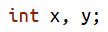 int x, y;